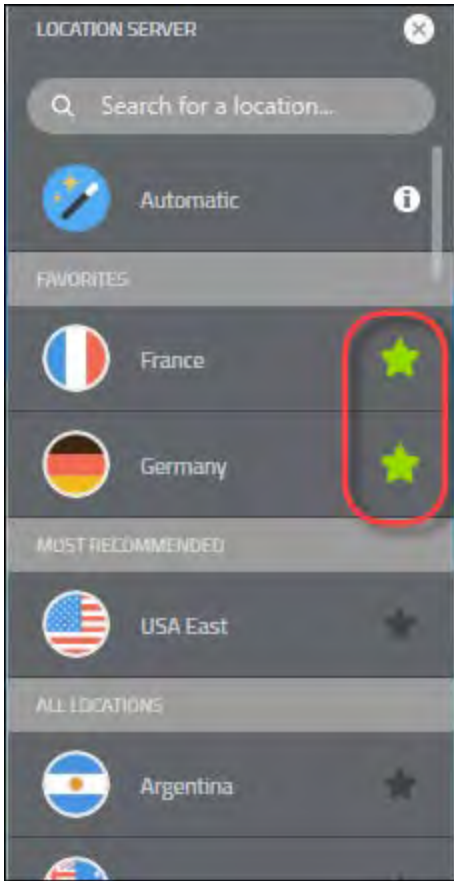 LOCATION SERVER
Search for a location...
Automatic
FAVORITES
France
Germany
MOST RECOMMENDED
USA East
ALL LOCATIONS
Argentina